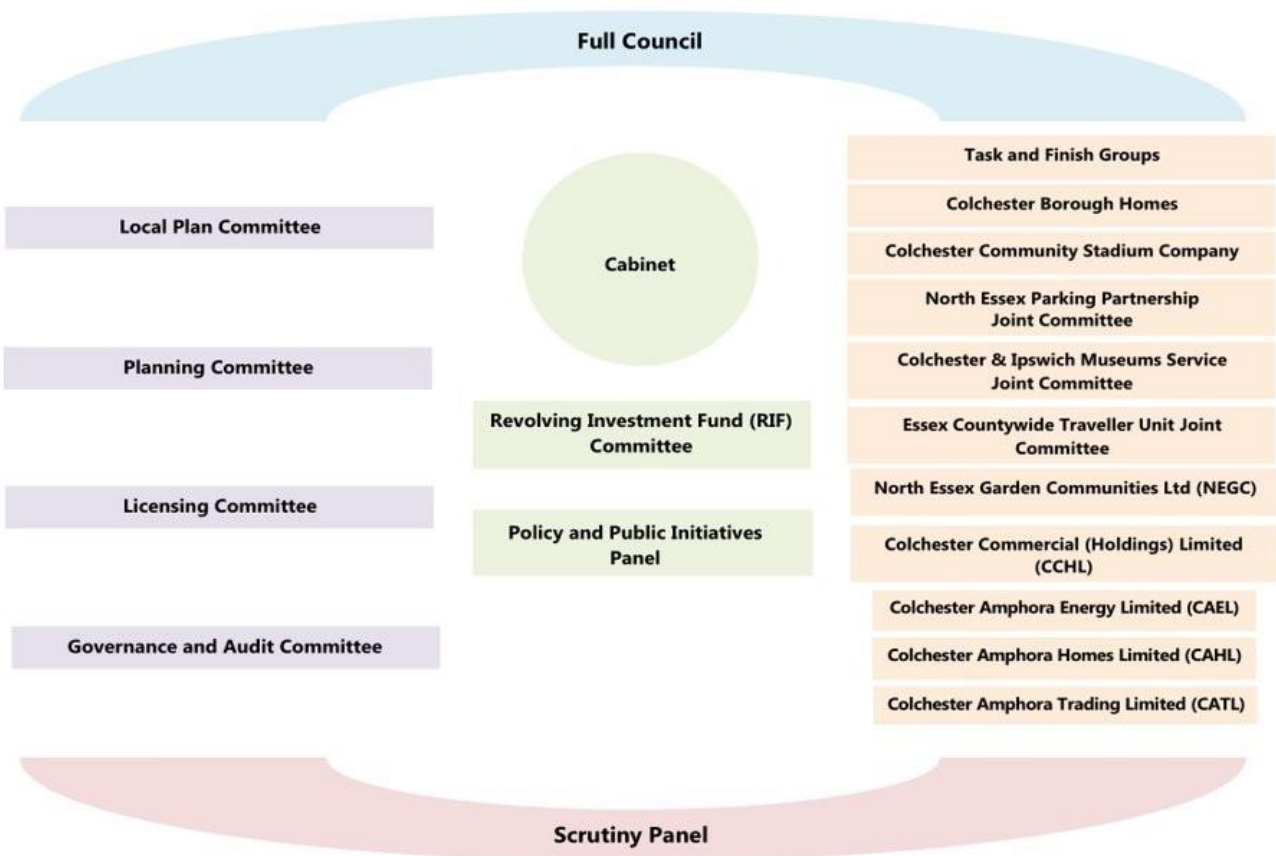 Full Council
Local Plan Committee
Planning Committee
Licensing Committee
Governance and Audit Committee
Cabinet
Revolving Investment Fund (RIF)
Committee
Policy and Public Initiatives
Panel
Task and Finish Groups
Colchester Borough Homes
Colchester Community Stadium Company
North Essex Parking Partnership
Joint Committee
Colchester & Ipswich Museums Service
Joint Committee
Essex Countywide Traveller Unit Joint
Committee
North Essex Garden Communities Ltd (NEGC)
Colchester Commercial (Holdings) Limited
(CCHL)
Colchester Amphora Energy Limited (CAEL)
Colchester Amphora Homes Limited (CAHL)
Colchester Amphora Trading Limited (CATL)
Scrutiny Panel